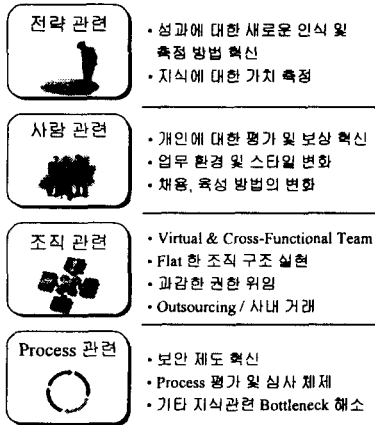 전략 관련
• 성과에 대한 새로운 인식 및
측정 방법 혁신
• 지식에 대한 가치 측정
사람 관련
• 개인에 대한 평가 및 보상 혁신
• 업무 환경 및 스타일 변화
• 채용, 육성 방법의 변화
조직 관련
• Virtual & Cross-Functional Team
• Flat 한 조직 구조 실현
• 과감한 권한 위임
• Outsourcing / 사내 거래
Process 관련
• 보안 제도 혁신
• Process 평가 및 심사 체제
• 기타 지식관련 Bottleneck 해소